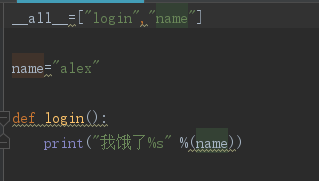 __all__=["login","name"]
name="alex"
def login():
    print("我饿了%s" %(name))